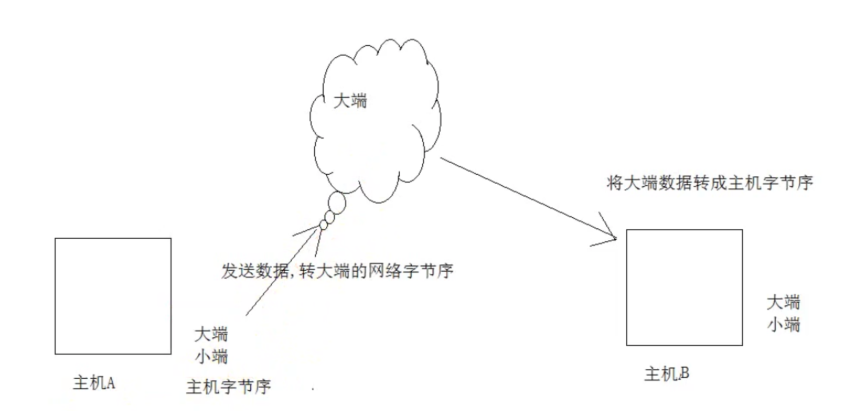 大端
将大端数据转成主机字节序
发送数据,转大端的网络字节序
大端
小端
主机A
主机字节序
大端
小端
主机B